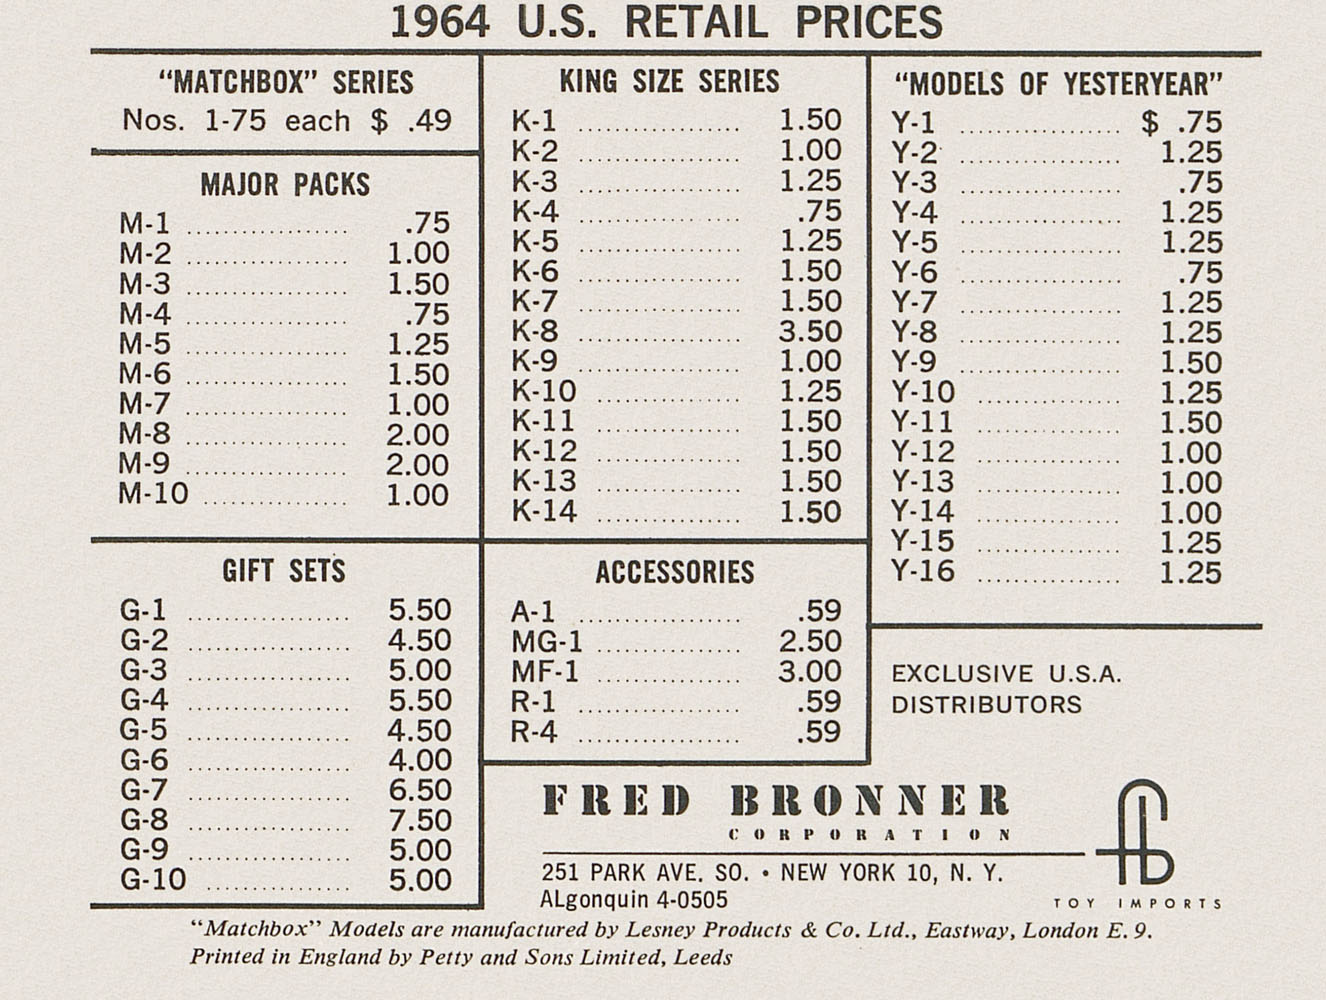 1964 U.S. RETAIL PRICES
"MATCHBOX" SERIES
Nos. 1-75 each $ .49
MAJOR PACKS
M-1 ................. .75
M-2 ................. 1.00
M-3 ................. 1.50
M-4 ................. .75
M-5 ................. 1.25
M-6 ................. 1.50
M-7 ................. 1.00
M-8 ................. 2.00
M-9 ................. 2.00
M-10 ............... 1.00
GIFT SETS
G-1 ................. 5.50
G-2 ................. 4.50
G-3 ................. 5.00
G-4 ................. 5.50
G-5 ................. 4.50
G-6 ................. 4.00
G-7 ................. 6.50
G-8 ................. 7.50
G-9 ................. 5.00
G-10 ............... 5.00
KING SIZE SERIES
K-1 ................. 1.50
K-2 ................. 1.00
K-3 ................. 1.25
K-4 ................. .75
K-5 ................. 1.25
K-6 ................. 1.50
K-7 ................. 1.50
K-8 ................. 3.50
K-9 ................. 1.00
K-10 ............... 1.25
K-11 ............... 1.50
K-12 ............... 1.50
K-13 ............... 1.50
K-14 ............... 1.50
ACCESSORIES
A-1 ................. .59
MG-1 ............... 2.50
MF-1 ............... 3.00
R-1 ................. .59
R-4 ................. .59
"MODELS OF YESTERYEAR"
Y-1 ................. $ .75
Y-2 ................. 1.25
Y-3 ................. .75
Y-4 ................. 1.25
Y-5 ................. 1.25
Y-6 ................. .75
Y-7 ................. 1.25
Y-8 ................. 1.25
Y-9 ................. 1.50
Y-10 ............... 1.25
Y-11 ............... 1.50
Y-12 ............... 1.00
Y-13 ............... 1.00
Y-14 ............... 1.00
Y-15 ............... 1.25
Y-16 ............... 1.25
EXCLUSIVE U.S.A.
DISTRIBUTORS
FRED BRONNER
CORPORATION
251 PARK AVE. SO. • NEW YORK 10, N. Y.
ALgonquin 4-0505
TOY IMPORTS
"Matchbox" Models are manufactured by Lesney Products & Co. Ltd., Eastway, London E. 9.
Printed in England by Petty and Sons Limited, Leeds